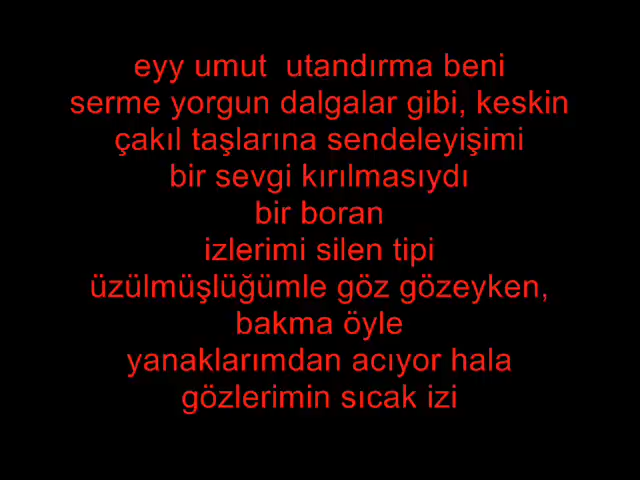 eyy umut  utandırma beni
serme yorgun dalgalar gibi, keskin
çakıl taşlarına sendeleyişimi
bir sevgi kırılmasıydı
bir boran
izlerimi silen tipi
üzülmüşlüğümle göz gözeyken,
bakma öyle
yanaklarımdan acıyor hala
gözlerimin sıcak izi